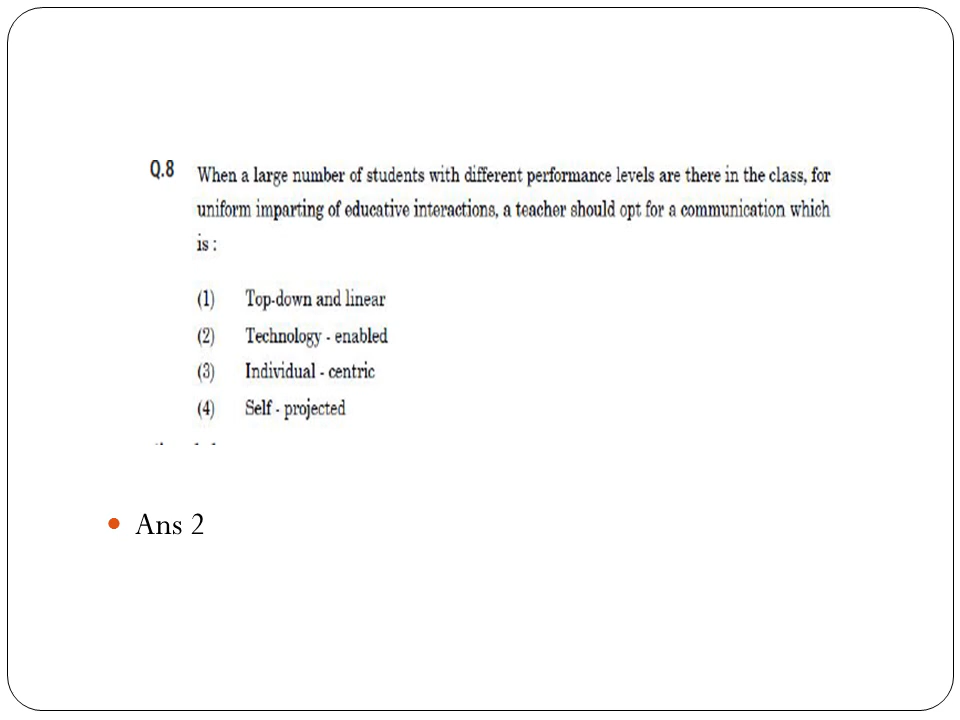 Q.8 When a large number of students with different performance levels are there in the class, for
uniform imparting of educative interactions, a teacher should opt for a communication which
is :
(1) Top-down and linear
(2) Technology - enabled
(3) Individual - centric
(4) Self - projected
• Ans 2